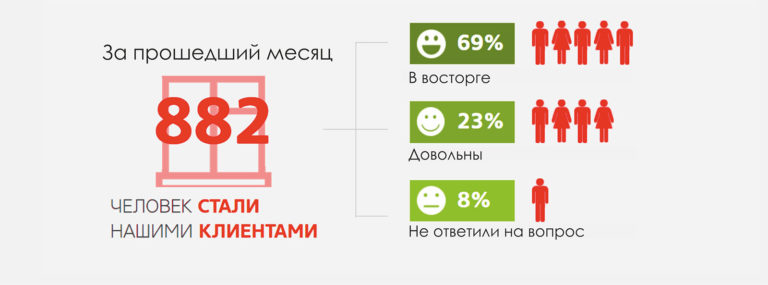 За прошедший месяц
882
ЧЕЛОВЕК СТАЛИ
НАШИМИ КЛИЕНТАМИ
69%
В восторге
23%
Довольны
8%
Не ответили на вопрос